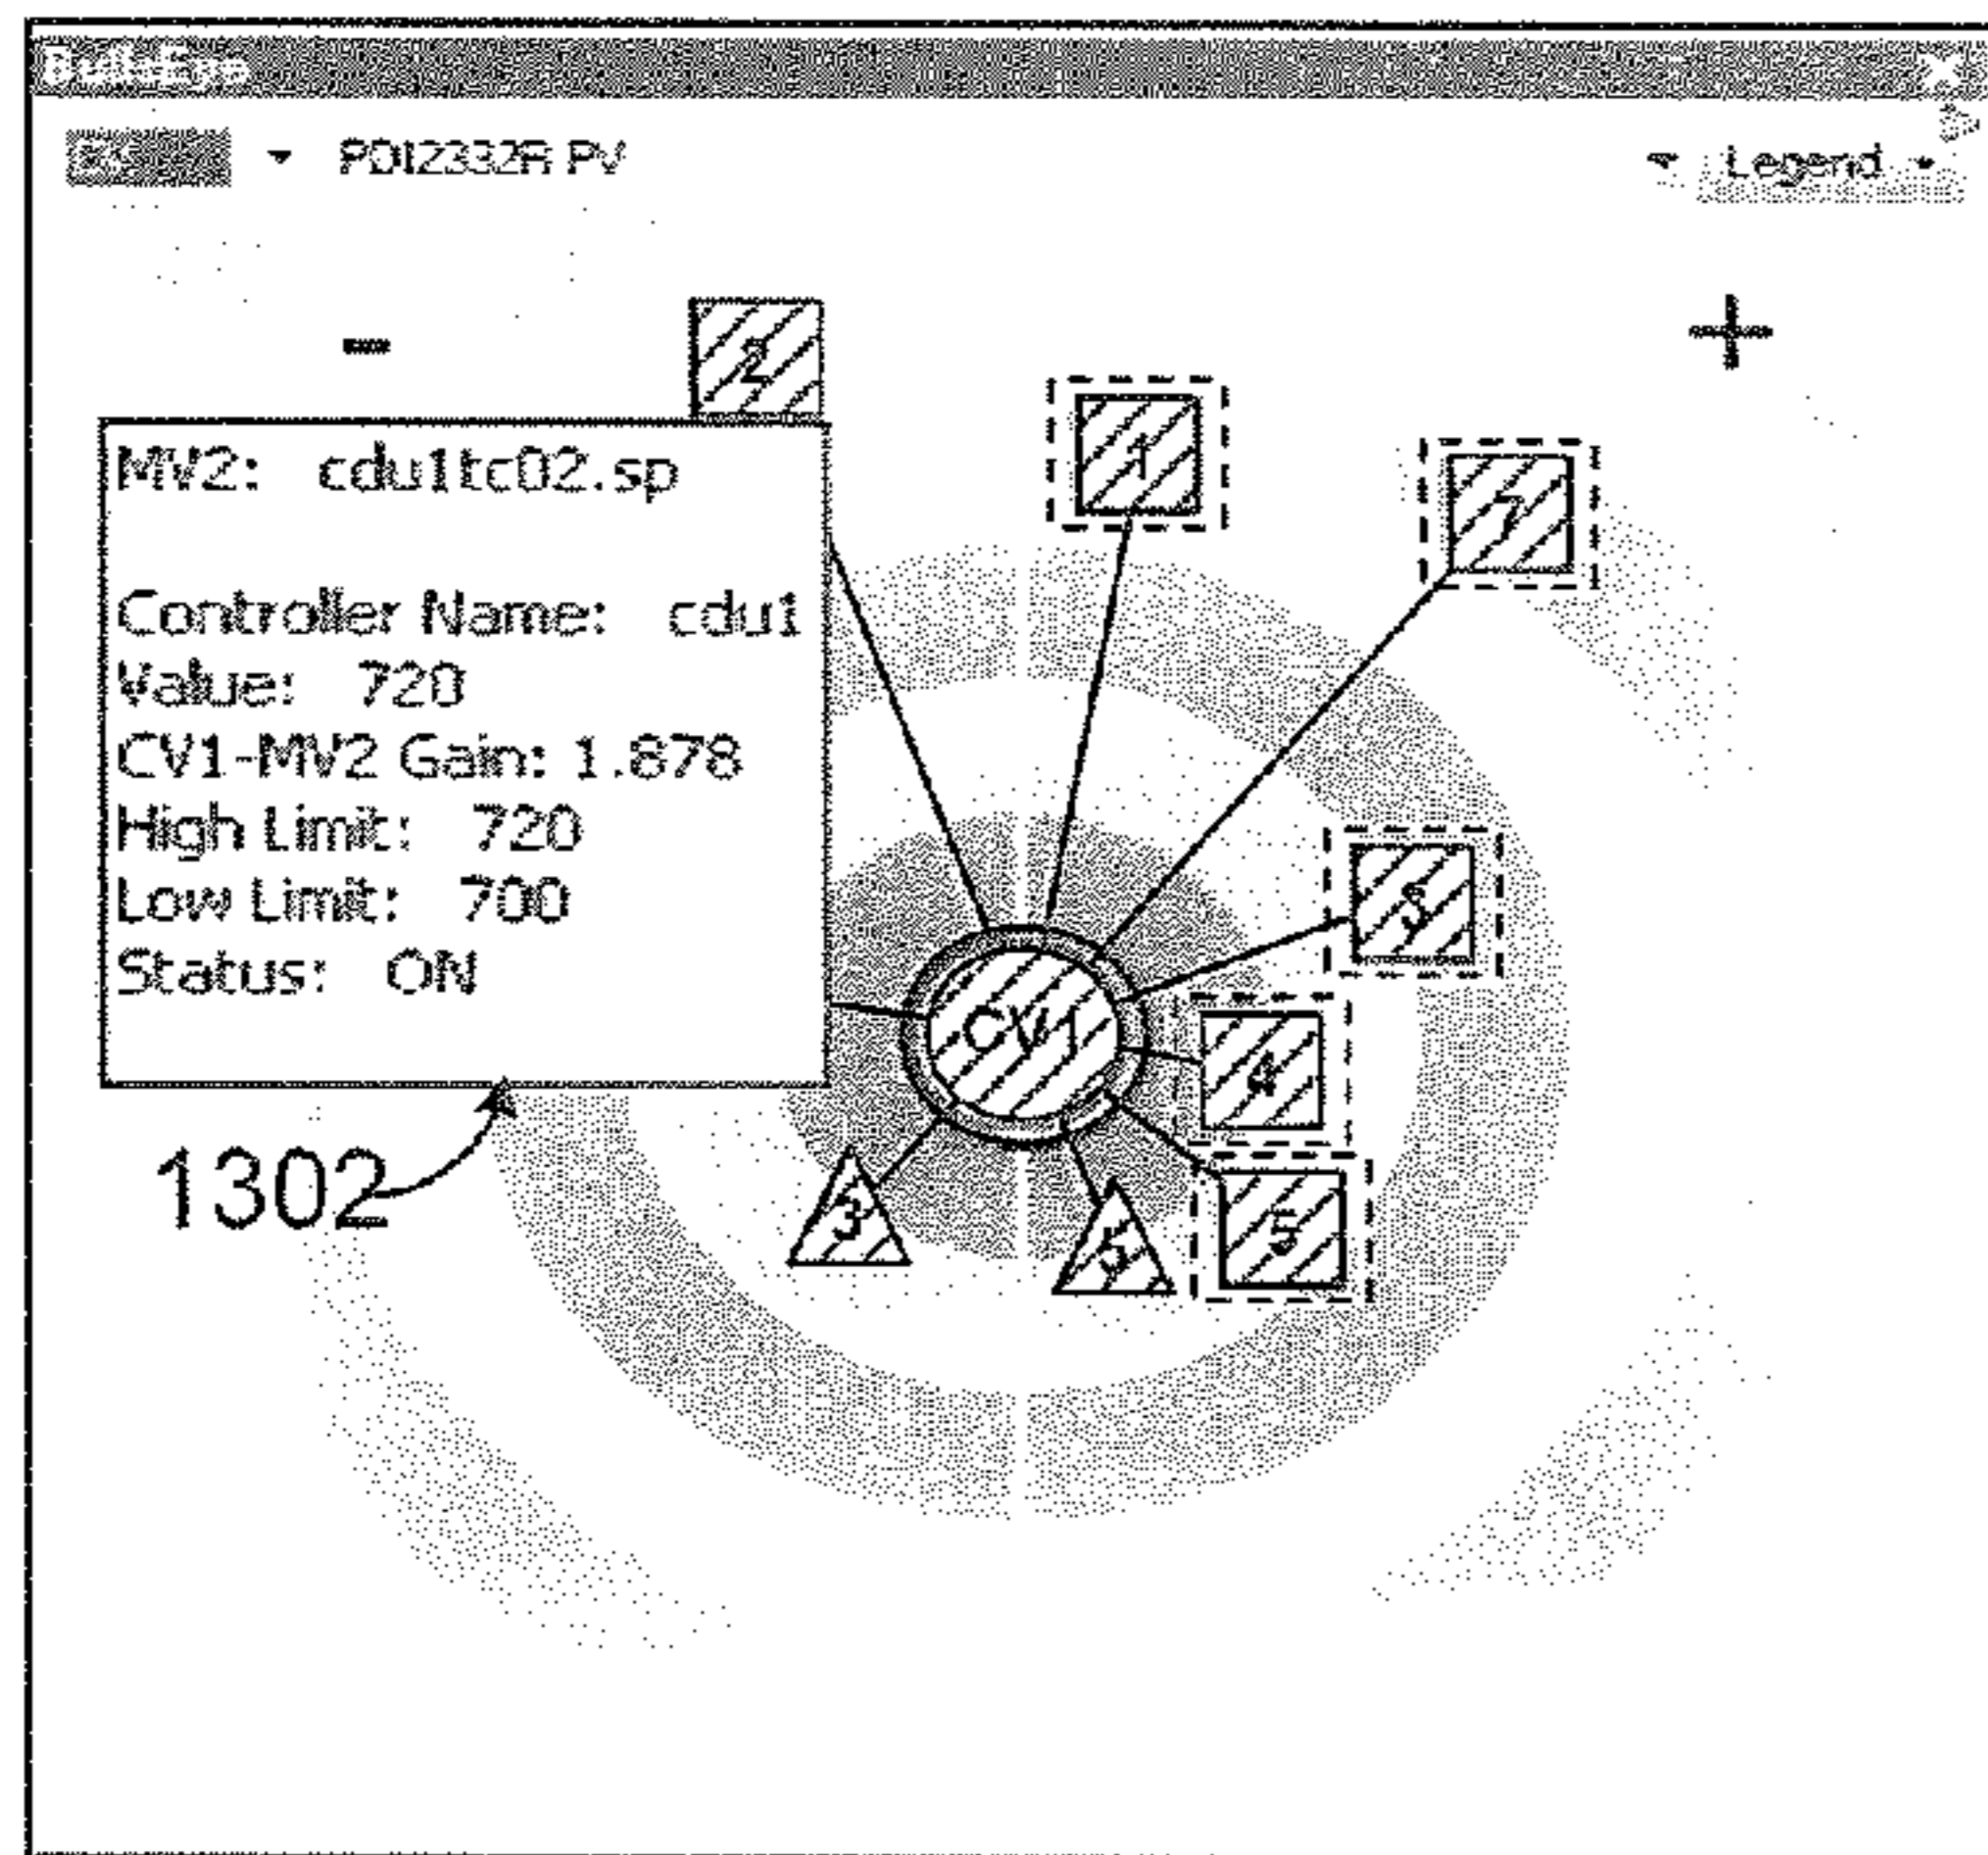 BullsEye X
PDI2332R PV
Legend
-
+
2
1
7
MV2: cdu1tc02.sp
Controller Name: cdu1
Value: 720
CV1-MV2 Gain: 1.878
High Limit: 720
Low Limit: 700
Status: ON
CV1
4
3
5
5
1302